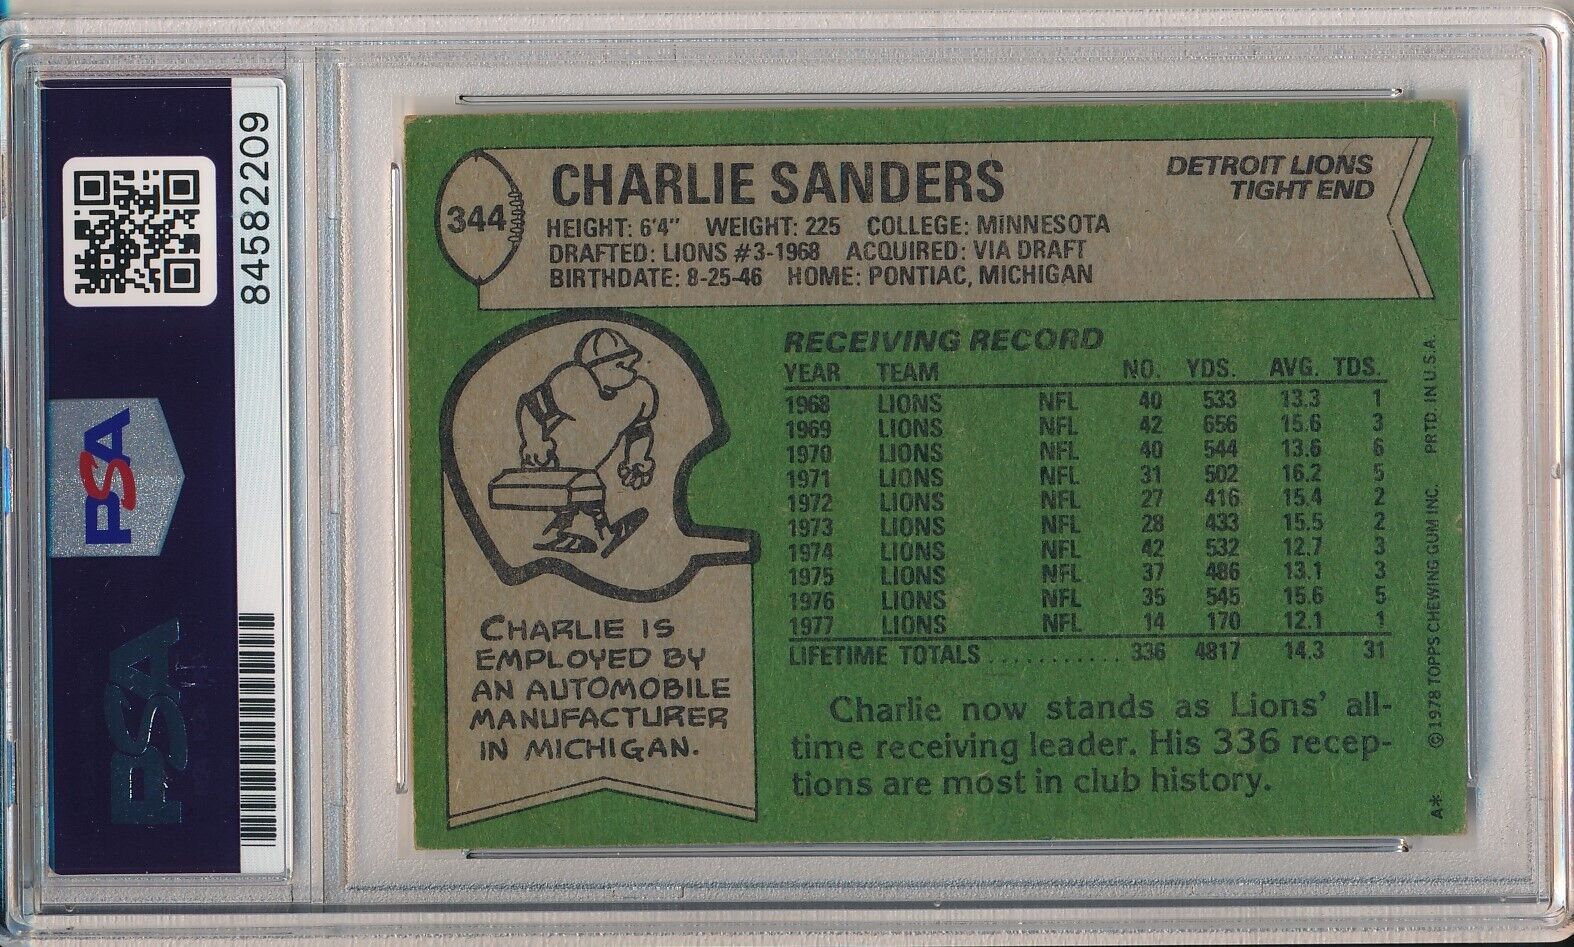 84582209
PSA
PSA
344
CHARLIE SANDERS
DETROIT LIONS
TIGHT END
HEIGHT: 6'4" WEIGHT: 225 COLLEGE: MINNESOTA
DRAFTED: LIONS #3-1968 ACQUIRED: VIA DRAFT
BIRTHDATE: 8-25-46 HOME: PONTIAC, MICHIGAN
RECEIVING RECORD
YEAR TEAM NO. YDS. AVG. TDS.
1968 LIONS NFL 40 533 13.3 1
1969 LIONS NFL 42 656 15.6 3
1970 LIONS NFL 40 544 13.6 6
1971 LIONS NFL 31 502 16.2 5
1972 LIONS NFL 27 416 15.4 2
1973 LIONS NFL 28 433 15.5 2
1974 LIONS NFL 42 532 12.7 3
1975 LIONS NFL 37 486 13.1 3
1976 LIONS NFL 35 545 15.6 5
1977 LIONS NFL 14 170 12.1 1
LIFETIME TOTALS ........... 336 4817 14.3 31
CHARLIE IS
EMPLOYED BY
AN AUTOMOBILE
MANUFACTURER
IN MICHIGAN.
Charlie now stands as Lions' all-
time receiving leader. His 336 recep-
tions are most in club history.
A* ©1978 TOPPS CHEWING GUM INC. PRTD. IN U.S.A.